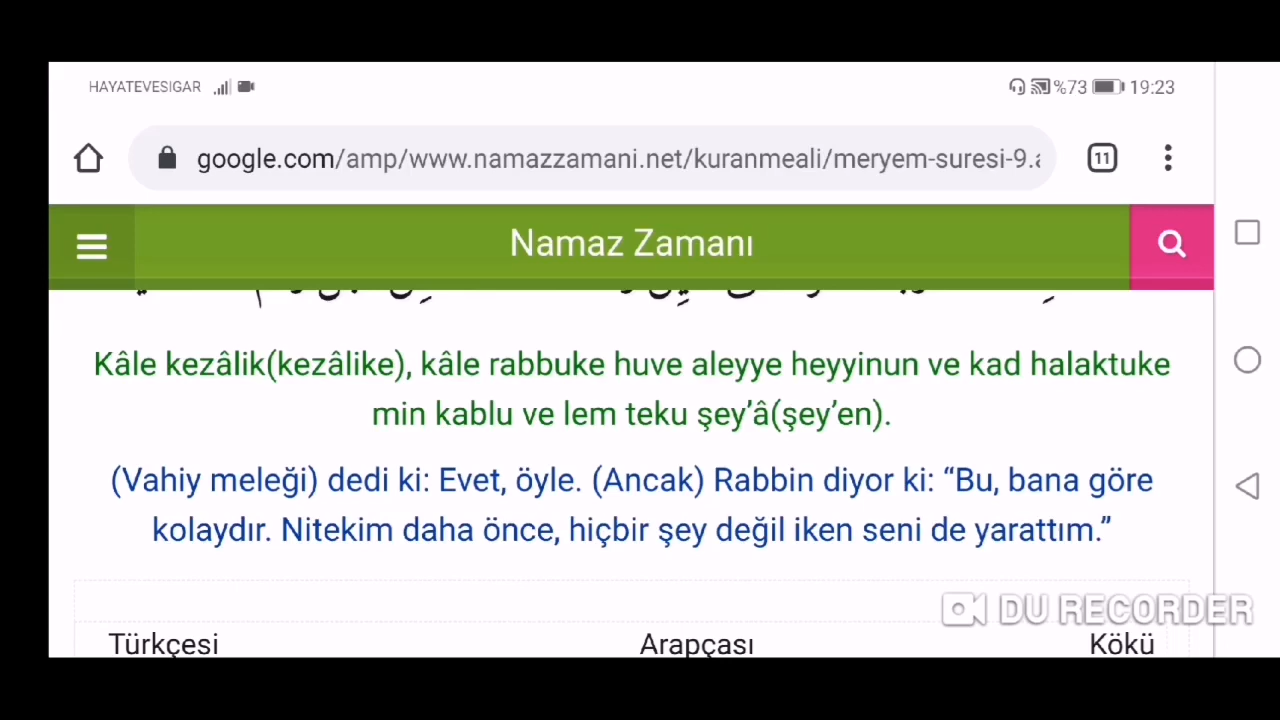 HAYATEVESIGAR %73 19:23
google.com/amp/www.namazzamani.net/kuranmeali/meryem-suresi-9.a 11
Namaz Zamanı
Kâle kezâlik(kezâlike), kâle rabbuke huve aleyye heyyinun ve kad halaktuke
min kablu ve lem teku şey’â(şey’en).
(Vahiy meleği) dedi ki: Evet, öyle. (Ancak) Rabbin diyor ki: “Bu, bana göre
kolaydır. Nitekim daha önce, hiçbir şey değil iken seni de yarattım.”
DU RECORDER
Türkçesi Arapçası Kökü